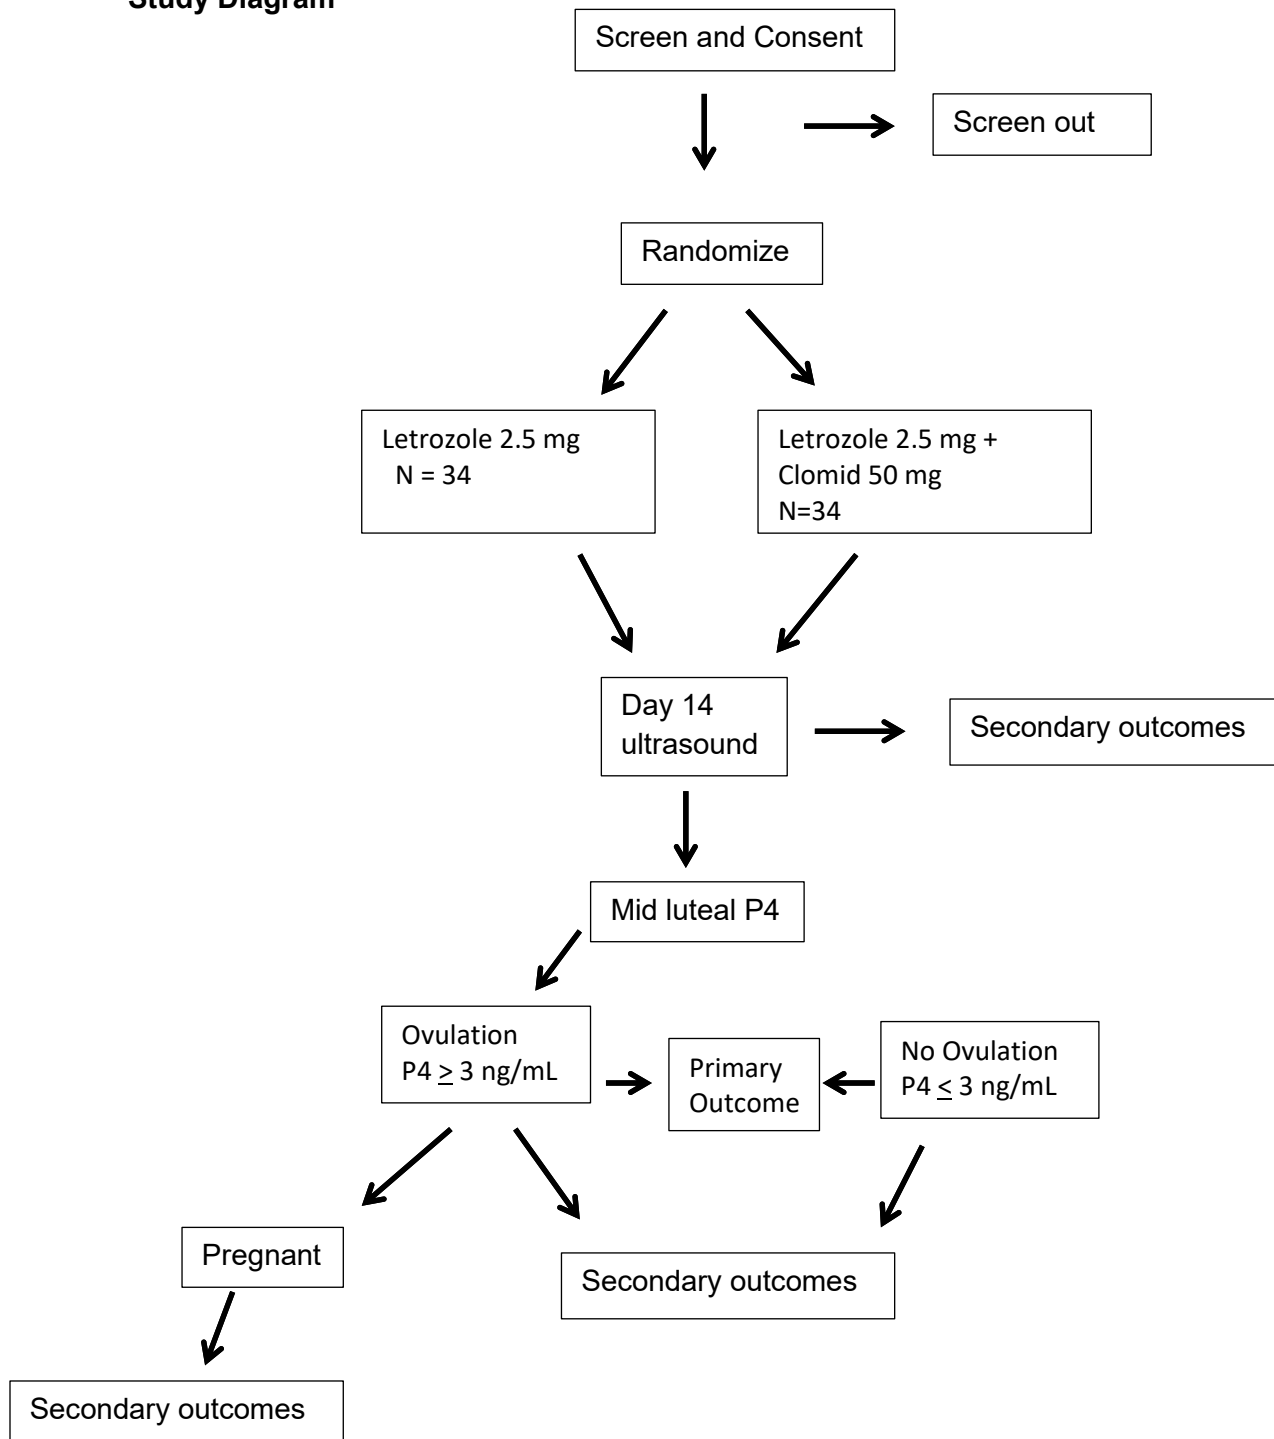 Study Diagram
Screen and Consent
Screen out
Randomize
Letrozole 2.5 mg
N = 34
Letrozole 2.5 mg +
Clomid 50 mg
N=34
Day 14
ultrasound
Secondary outcomes
Mid luteal P4
Ovulation
P4 ≥ 3 ng/mL
Primary
Outcome
No Ovulation
P4 ≤ 3 ng/mL
Pregnant
Secondary outcomes
Secondary outcomes